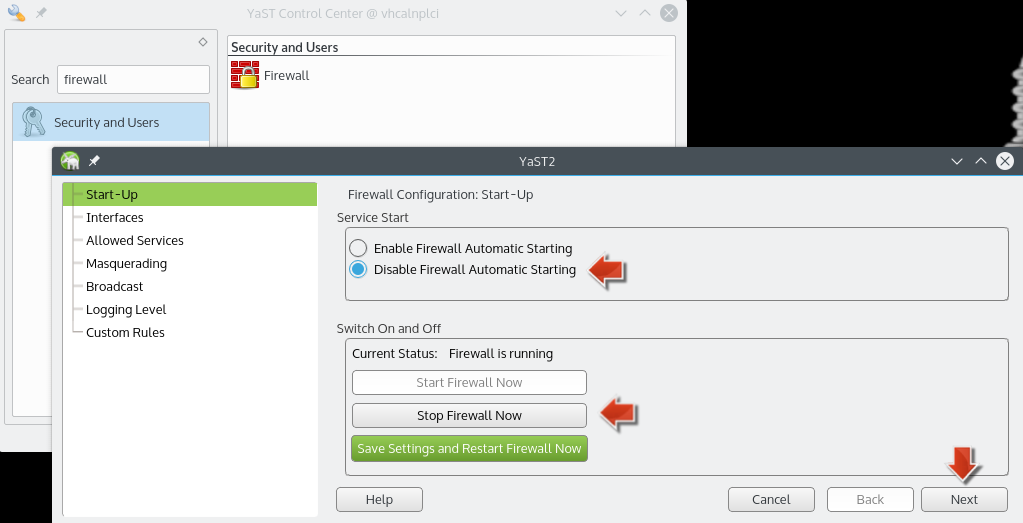 YaST Control Center @ vhcalnplci
Search firewall
Security and Users
Security and Users
Firewall
YaST2
Start-Up
Interfaces
Allowed Services
Masquerading
Broadcast
Logging Level
Custom Rules
Firewall Configuration: Start-Up
Service Start
Enable Firewall Automatic Starting
Disable Firewall Automatic Starting
Switch On and Off
Current Status: Firewall is running
Start Firewall Now
Stop Firewall Now
Save Settings and Restart Firewall Now
Help Cancel Back Next